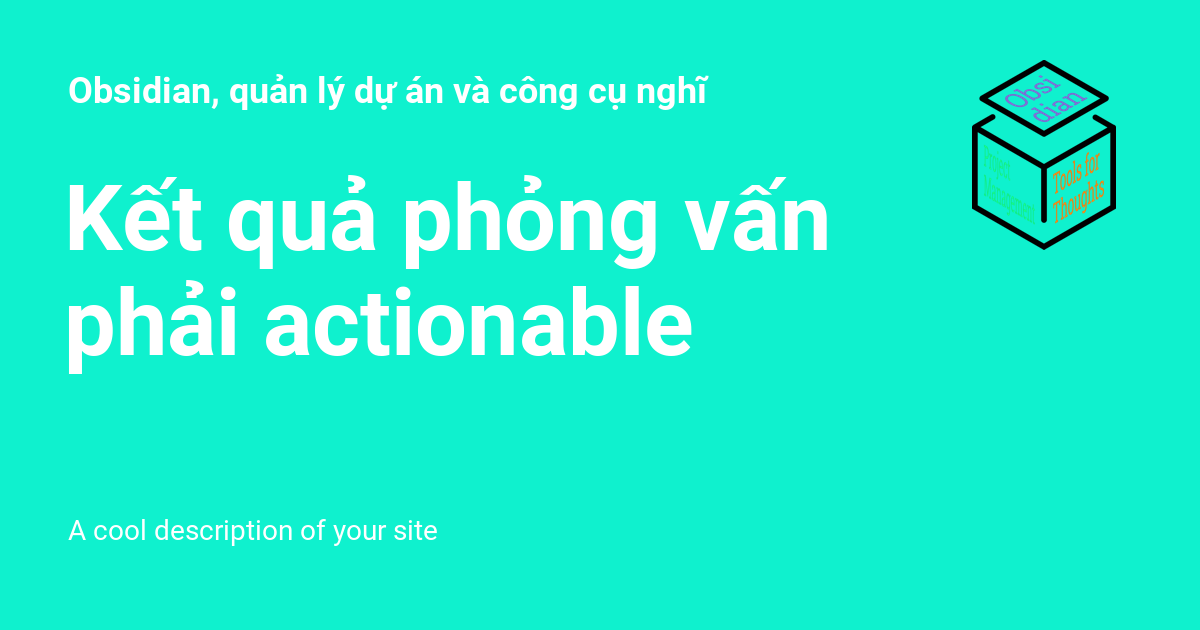 Obsidian, quản lý dự án và công cụ nghĩ
Kết quả phỏng vấn
phải actionable
A cool description of your site
Obsi
dian
Project
Management
Tools for
Thoughts